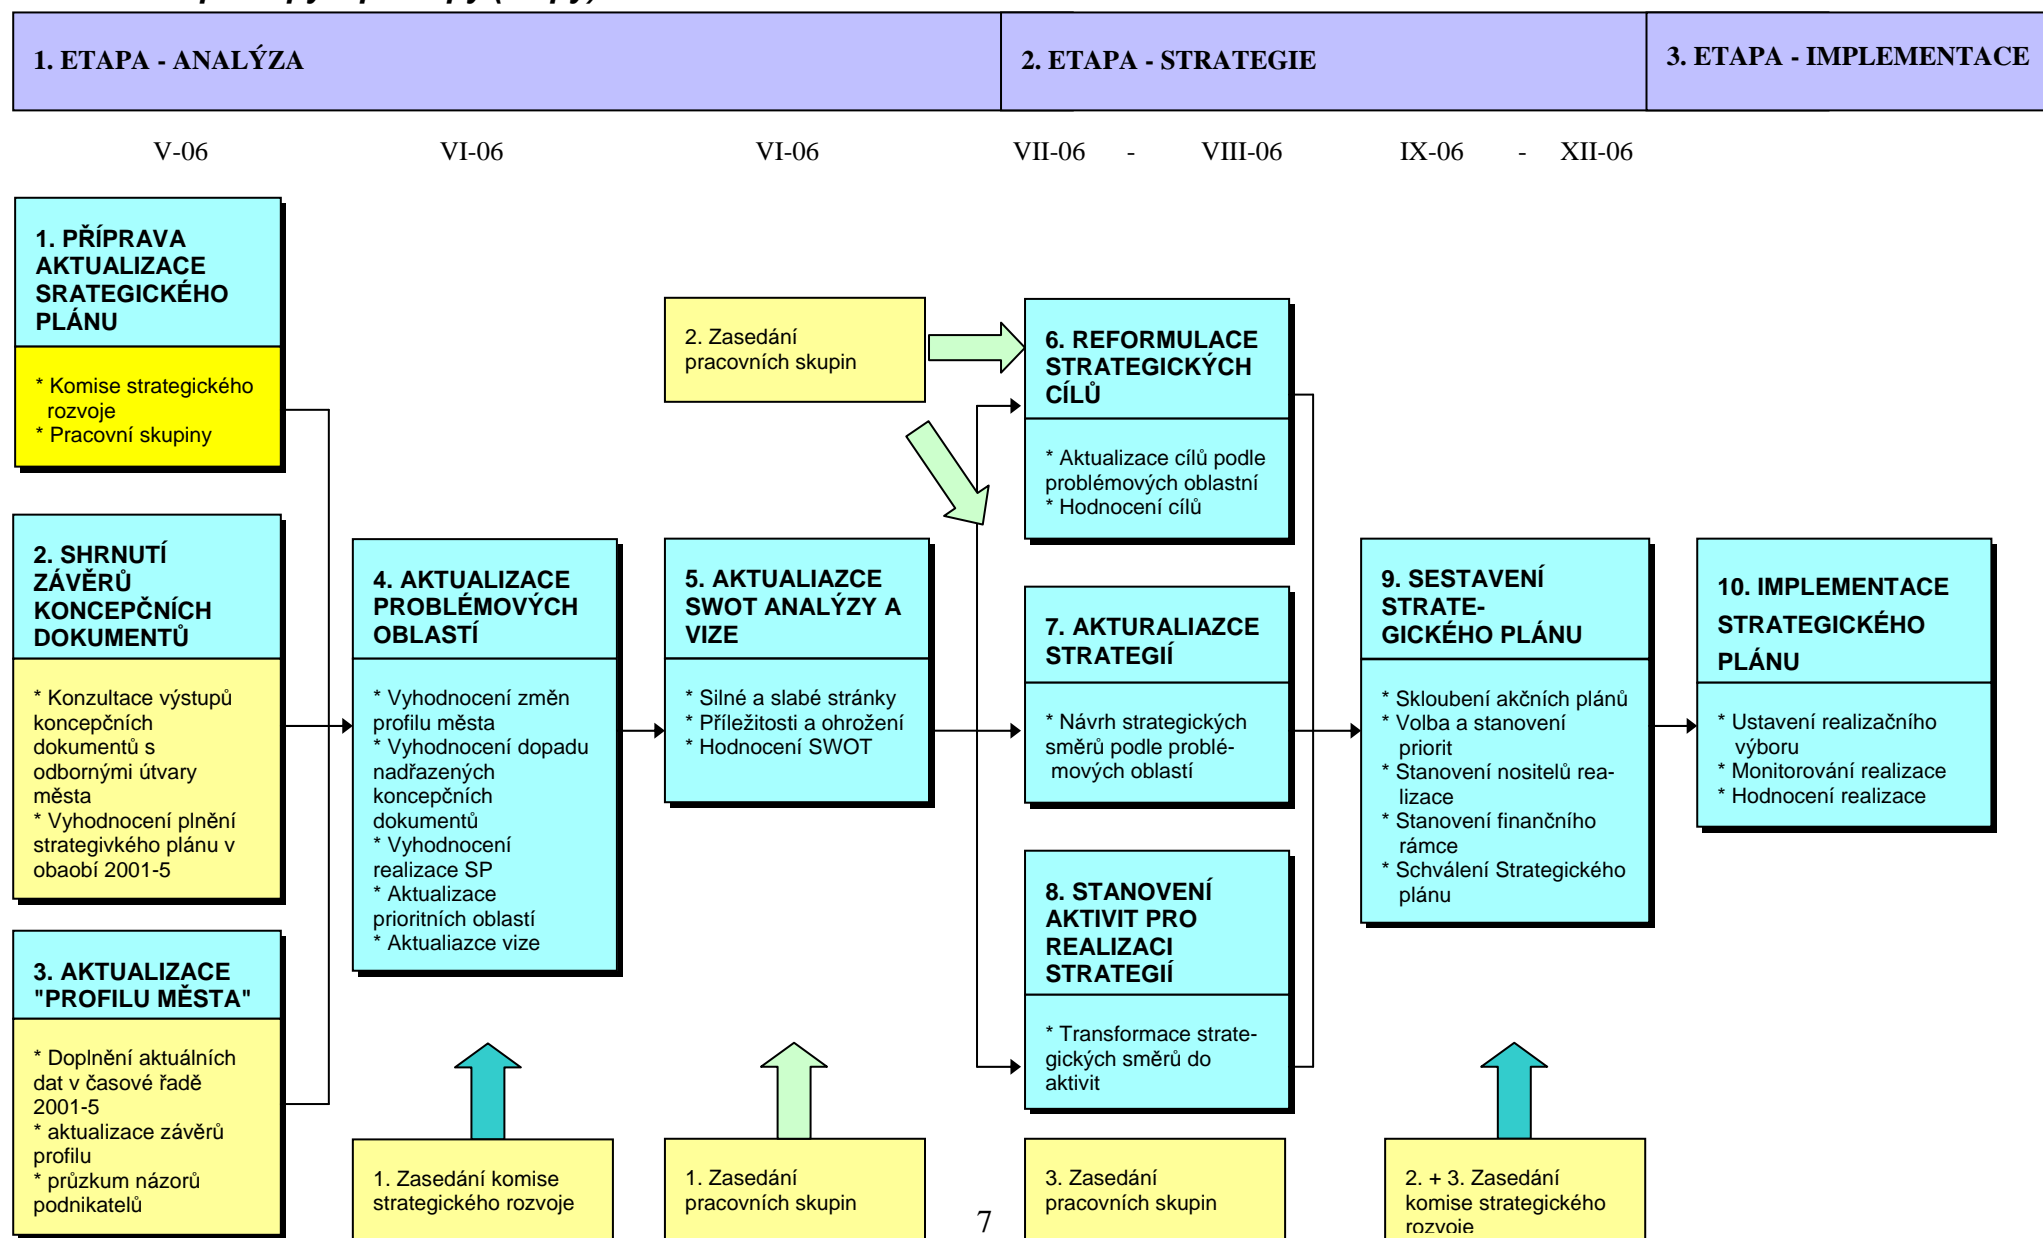 1. ETAPA - ANALÝZA
2. ETAPA - STRATEGIE
3. ETAPA - IMPLEMENTACE
V-06
VI-06
VI-06
VII-06 - VIII-06
IX-06 - XII-06
1. PŘÍPRAVA
AKTUALIZACE
SRATEGICKÉHO
PLÁNU
* Komise strategického
rozvoje
* Pracovní skupiny
2. SHRNUTÍ
ZÁVĚRŮ
KONCEPČNÍCH
DOKUMENTŮ
* Konzultace výstupů
koncepčních
dokumentů s
odbornými útvary
města
* Vyhodnocení plnění
strategivkého plánu v
obaobí 2001-5
3. AKTUALIZACE
"PROFILU MĚSTA"
* Doplnění aktuálních
dat v časové řadě
2001-5
* aktualizace závěrů
profilu
* průzkum názorů
podnikatelů
4. AKTUALIZACE
PROBLÉMOVÝCH
OBLASTÍ
* Vyhodnocení změn
profilu města
* Vyhodnocení dopadu
nadřazených
koncepčních
dokumentů
* Vyhodnocení
realizace SP
* Aktualizace
prioritních oblastí
* Aktualiazce vize
1. Zasedání komise
strategického rozvoje
2. Zasedání
pracovních skupin
5. AKTUALIAZCE
SWOT ANALÝZY A
VIZE
* Silné a slabé stránky
* Příležitosti a ohrožení
* Hodnocení SWOT
1. Zasedání
pracovních skupin
6. REFORMULACE
STRATEGICKÝCH
CÍLŮ
* Aktualizace cílů podle
problémových oblastní
* Hodnocení cílů
7. AKTURALIAZCE
STRATEGIÍ
* Návrh strategických
směrů podle problé-
mových oblastí
8. STANOVENÍ
AKTIVIT PRO
REALIZACI
STRATEGIÍ
* Transformace strate-
gických směrů do
aktivit
3. Zasedání
pracovních skupin
9. SESTAVENÍ
STRATE-
GICKÉHO PLÁNU
* Skloubení akčních plánů
* Volba a stanovení
priorit
* Stanovení nositelů rea-
lizace
* Stanovení finančního
rámce
* Schválení Strategického
plánu
2. + 3. Zasedání
komise strategického
rozvoje
10. IMPLEMENTACE
STRATEGICKÉHO
PLÁNU
* Ustavení realizačního
výboru
* Monitorování realizace
* Hodnocení realizace
7